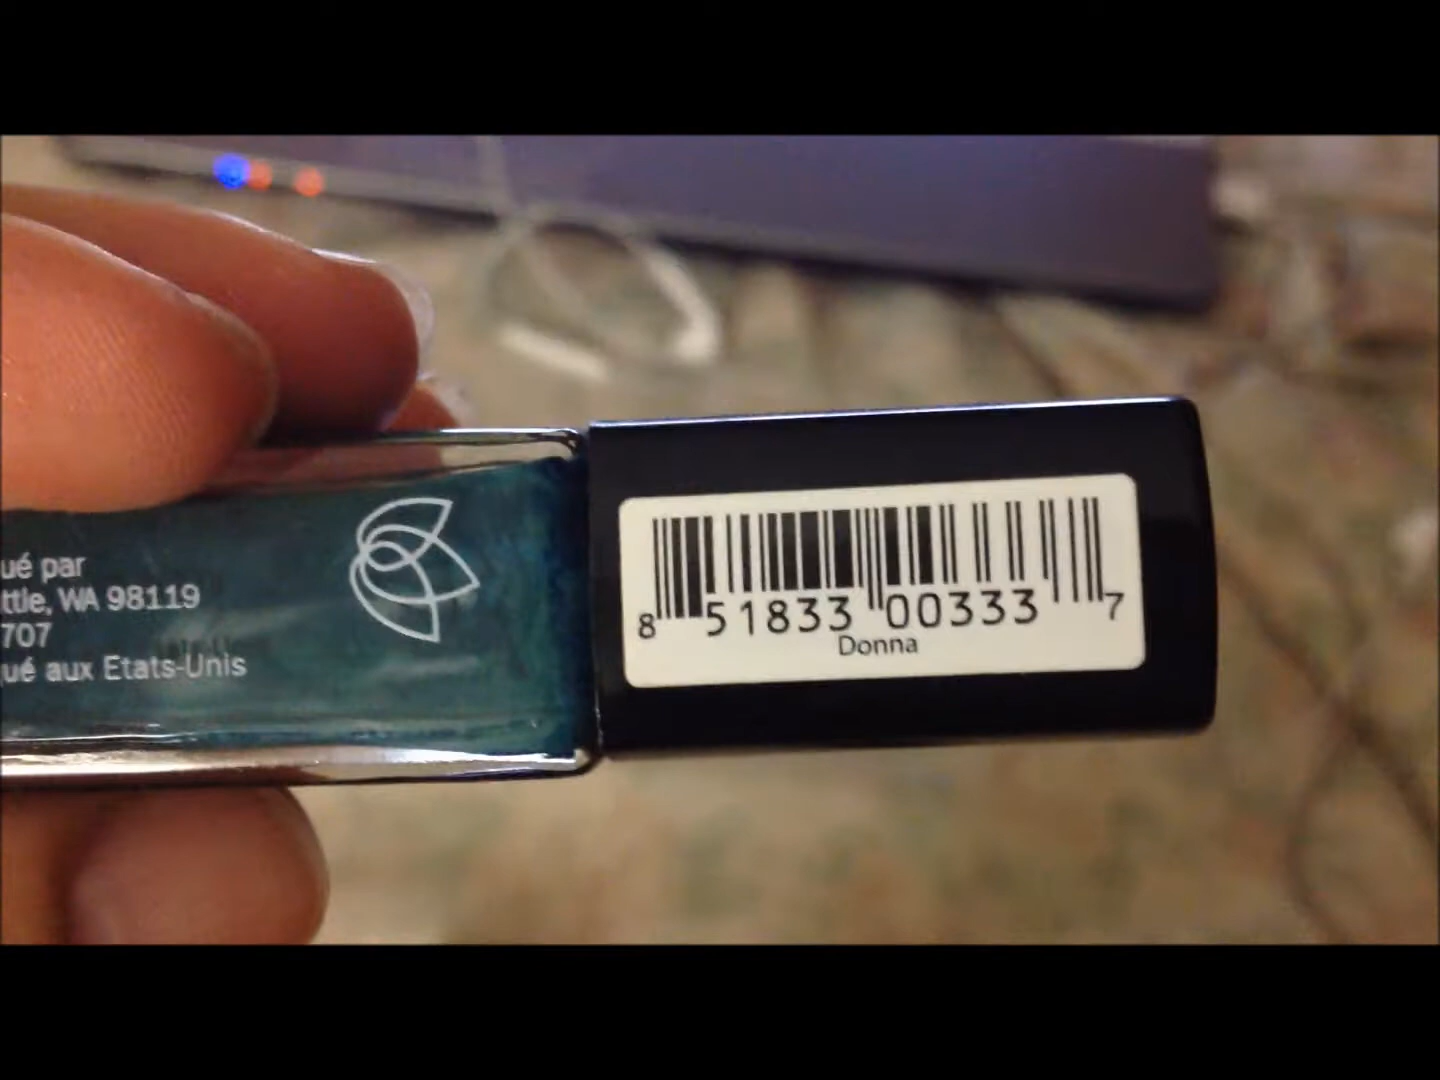 ué par
ttle, WA 98119
707
ué aux Etats-Unis
8 51833 00333 7
Donna